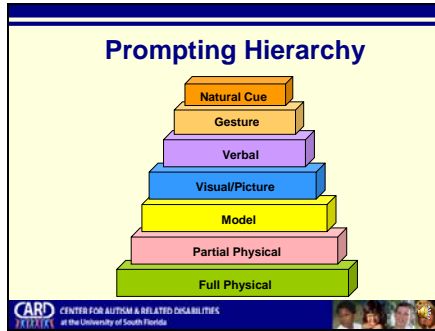 Prompting Hierarchy
Natural Cue
Gesture
Verbal
Visual/Picture
Model
Partial Physical
Full Physical
CARD CENTER FOR AUTISM & RELATED DISABILITIES
at the University of South Florida